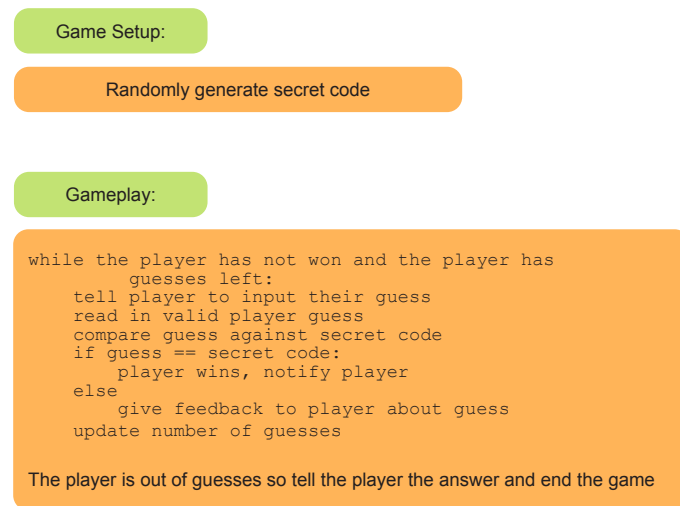 Game Setup:
Randomly generate secret code
Gameplay:
while the player has not won and the player has
guesses left:
tell player to input their guess
read in valid player guess
compare guess against secret code
if guess == secret code:
player wins, notify player
else
give feedback to player about guess
update number of guesses
The player is out of guesses so tell the player the answer and end the game